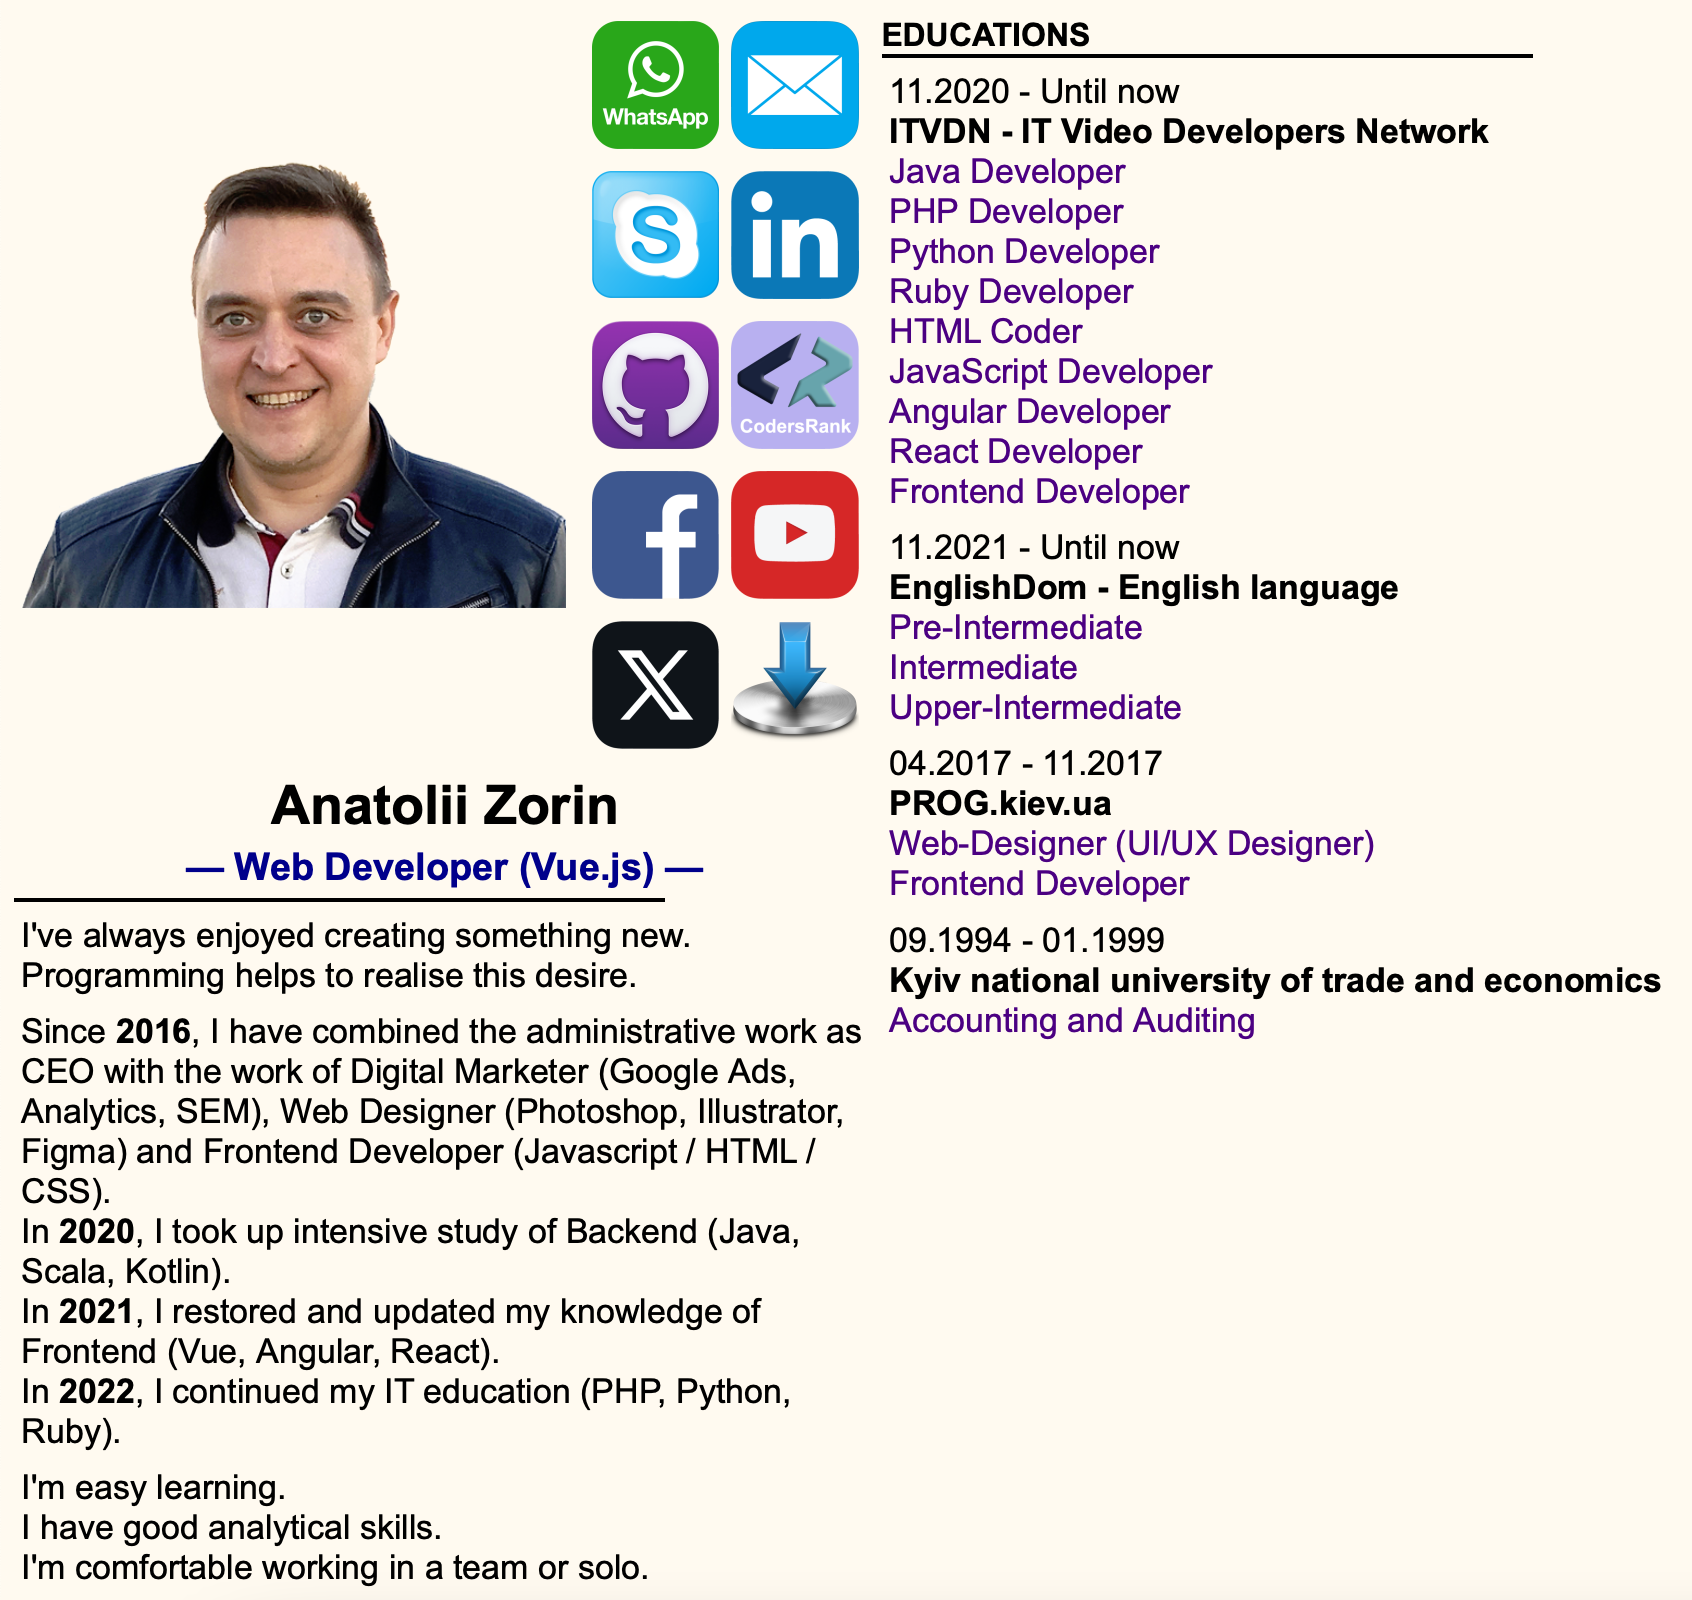 WhatsApp
CodersRank
Anatolii Zorin
— Web Developer (Vue.js) —
I've always enjoyed creating something new.
Programming helps to realise this desire.
Since 2016, I have combined the administrative work as
CEO with the work of Digital Marketer (Google Ads,
Analytics, SEM), Web Designer (Photoshop, Illustrator,
Figma) and Frontend Developer (Javascript / HTML /
CSS).
In 2020, I took up intensive study of Backend (Java,
Scala, Kotlin).
In 2021, I restored and updated my knowledge of
Frontend (Vue, Angular, React).
In 2022, I continued my IT education (PHP, Python,
Ruby).
I'm easy learning.
I have good analytical skills.
I'm comfortable working in a team or solo.
EDUCATIONS
11.2020 - Until now
ITVDN - IT Video Developers Network
Java Developer
PHP Developer
Python Developer
Ruby Developer
HTML Coder
JavaScript Developer
Angular Developer
React Developer
Frontend Developer
11.2021 - Until now
EnglishDom - English language
Pre-Intermediate
Intermediate
Upper-Intermediate
04.2017 - 11.2017
PROG.kiev.ua
Web-Designer (UI/UX Designer)
Frontend Developer
09.1994 - 01.1999
Kyiv national university of trade and economics
Accounting and Auditing